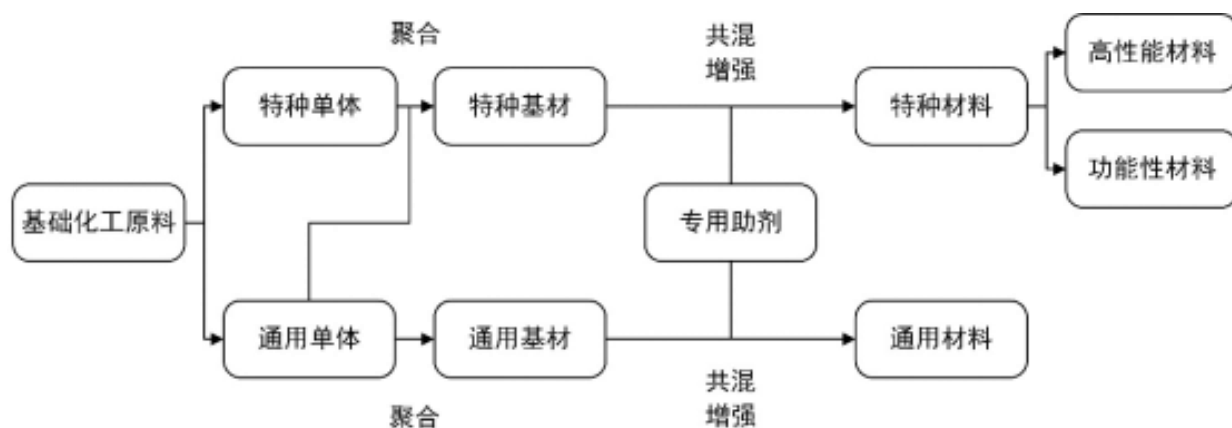 聚合
共混
增强
高性能材料
特种单体
特种基材
特种材料
功能性材料
基础化工原料
专用助剂
通用单体
通用基材
通用材料
共混
增强
聚合